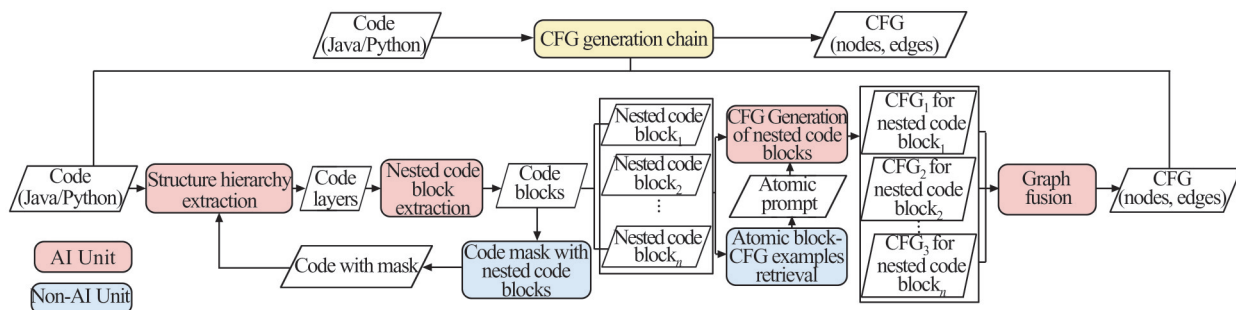 Code
(Java/Python)
CFG generation chain
CFG
(nodes, edges)
Code
(Java/Python)
Structure hierarchy
extraction
Code
layers
Nested code
block
extraction
Code
blocks
Nested code
block₁
Nested code
block₂
⋮
Nested code
blockₙ
CFG Generation
of nested code
blocks
Atomic
prompt
Atomic block-
CFG examples
retrieval
CFG₁ for
nested code
block₁
CFG₂ for
nested code
block₂
⋮
CFG₃ for
nested code
blockₙ
Graph
fusion
CFG
(nodes, edges)
Code with mask
Code mask with
nested code
blocks
AI Unit
Non-AI Unit